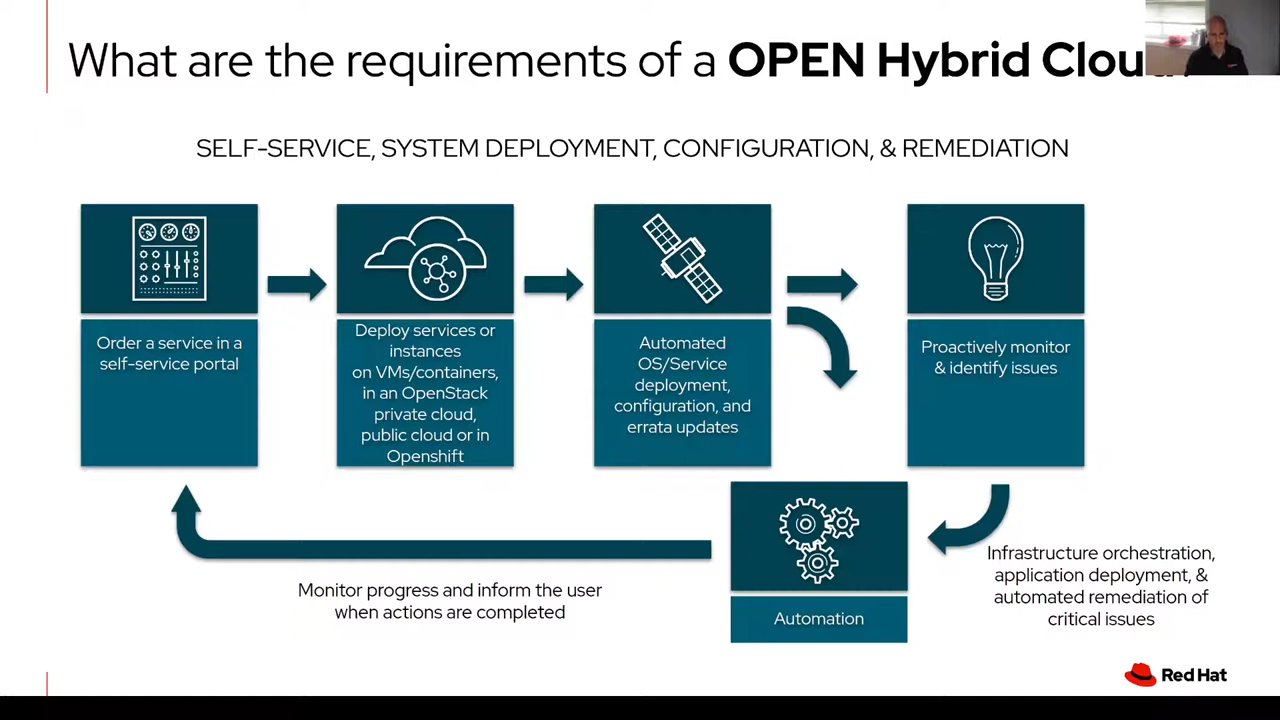 What are the requirements of a OPEN Hybrid Cloud?
SELF-SERVICE, SYSTEM DEPLOYMENT, CONFIGURATION, & REMEDIATION
Order a service in a
self-service portal
Deploy services or
instances
on VMs/containers,
in an OpenStack
private cloud,
public cloud or in
Openshift
Automated
OS/Service
deployment,
configuration, and
errata updates
Proactively monitor
& identify issues
Infrastructure orchestration,
application deployment, &
automated remediation of
critical issues
Monitor progress and inform the user
when actions are completed
Automation
Red Hat